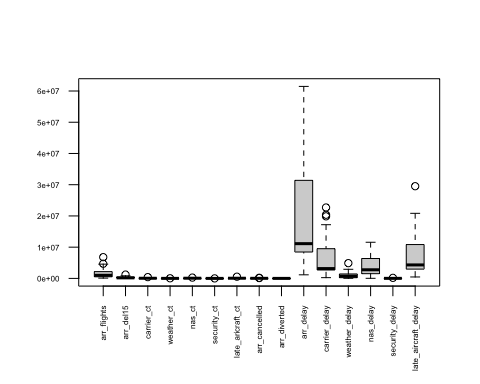 6e+07
5e+07
4e+07
3e+07
2e+07
1e+07
0e+00
arr_flights
arr_del15
carrier_ct
weather_ct
nas_ct
security_ct
late_aircraft_ct
arr_cancelled
arr_diverted
arr_delay
carrier_delay
weather_delay
nas_delay
security_delay
late_aircraft_delay